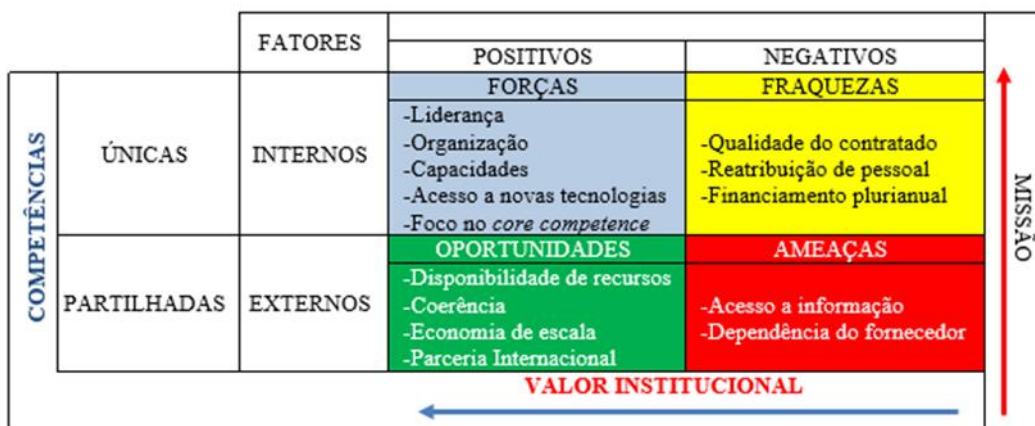 FATORES
POSITIVOS
NEGATIVOS
COMPETÊNCIAS
ÚNICAS
INTERNOS
FORÇAS
-Liderança
-Organização
-Capacidades
-Acesso a novas tecnologias
-Foco no core competence
FRAQUEZAS
-Qualidade do contratado
-Reatribuição de pessoal
-Financiamento plurianual
PARTILHADAS
EXTERNOS
OPORTUNIDADES
-Disponibilidade de recursos
-Coerência
-Economia de escala
-Parceria Internacional
AMEAÇAS
-Acesso a informação
-Dependência do fornecedor
MISSÃO
VALOR INSTITUCIONAL